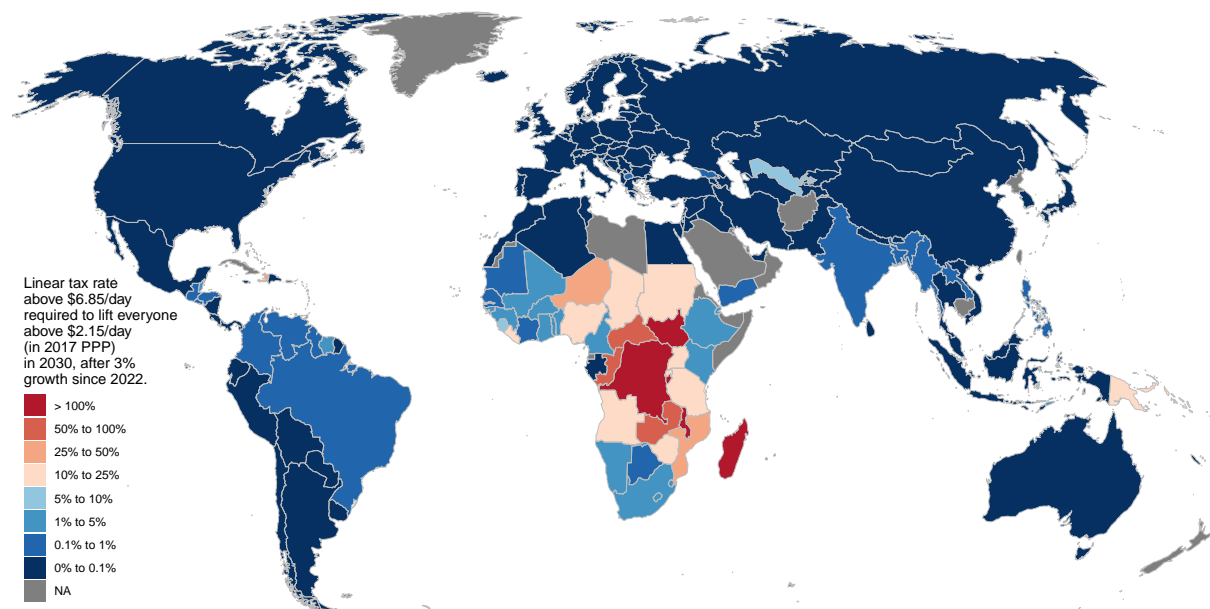 Linear tax rate
above $6.85/day
required to lift everyone
above $2.15/day
(in 2017 PPP)
in 2030, after 3%
growth since 2022.
> 100%
50% to 100%
25% to 50%
10% to 25%
5% to 10%
1% to 5%
0.1% to 1%
0% to 0.1%
NA